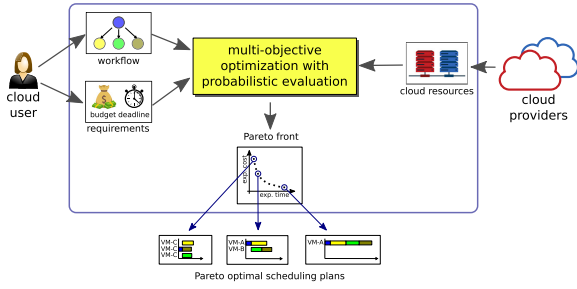 workflow
cloud
user
budget deadline
requirements
multi-objective
optimization with
probabilistic evaluation
cloud resources
cloud
providers
Pareto front
exp. cost
exp. time
VM-C
VM-C
VM-C
VM-A
VM-B
VM-A
Pareto optimal scheduling plans